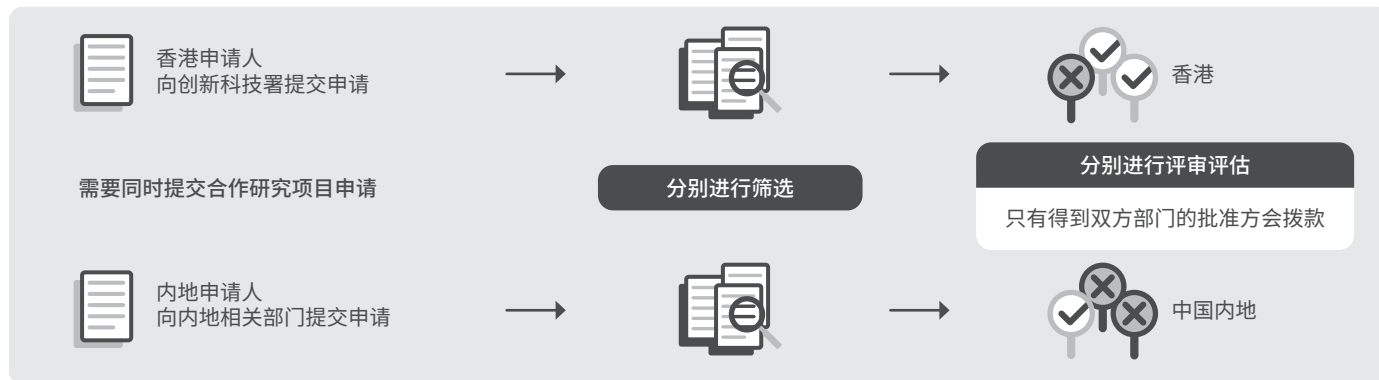 香港申请人
向创新科技署提交申请
香港
需要同时提交合作研究项目申请
分别进行筛选
分别进行评审评估
只有得到双方部门的批准方会拨款
内地申请人
向内地相关部门提交申请
中国内地